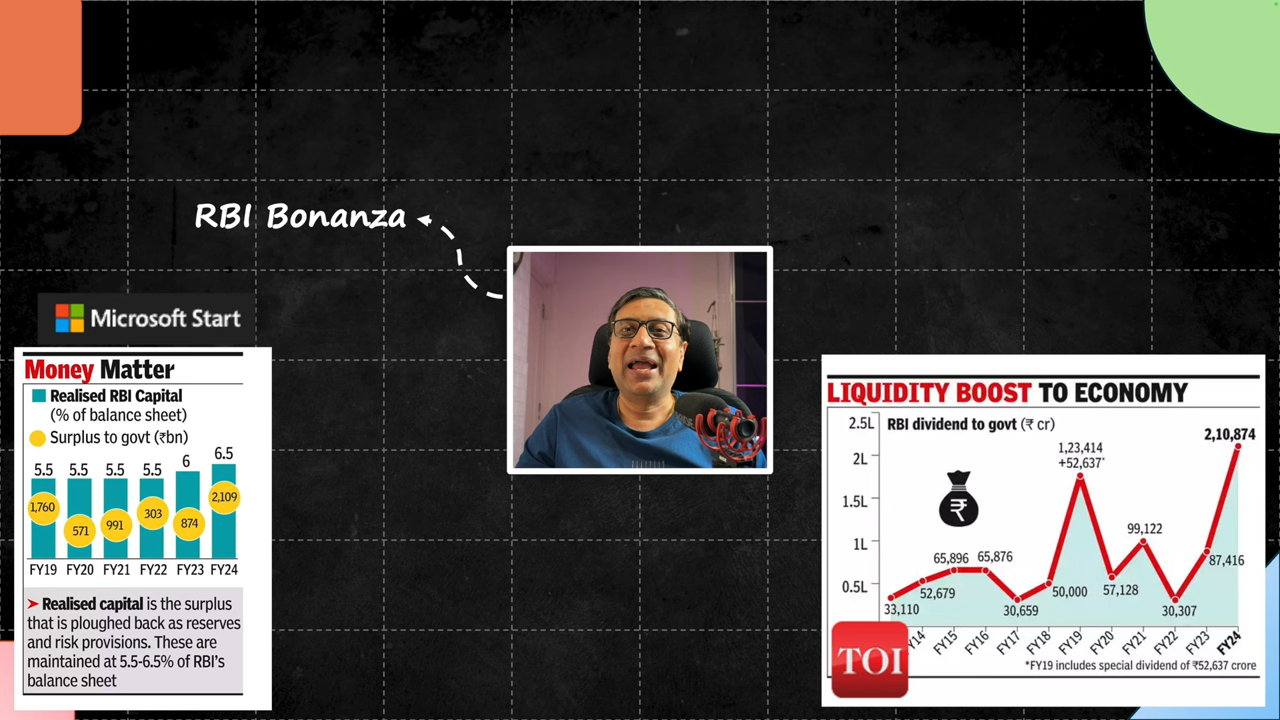 RBI Bonanza
Microsoft Start
Money Matter
Realised RBI Capital
(% of balance sheet)
Surplus to govt (₹bn)
5.5 5.5 5.5 5.5 6 6.5
1,760 571 991 303 874 2,109
FY19 FY20 FY21 FY22 FY23 FY24
➤ Realised capital is the surplus
that is ploughed back as reserves
and risk provisions. These are
maintained at 5.5-6.5% of RBI's
balance sheet
LIQUIDITY BOOST TO ECONOMY
RBI dividend to govt (₹ cr)
2.5L
2L
1.5L
1L
0.5L
33,110
52,679
65,896
65,876
30,659
50,000
1,23,414
+52,637*
57,128
99,122
30,307
87,416
2,10,874
₹
Y14 FY15 FY16 FY17 FY18 FY19 FY20 FY21 FY22 FY23 FY24
*FY19 includes special dividend of ₹52,637 crore
TOI